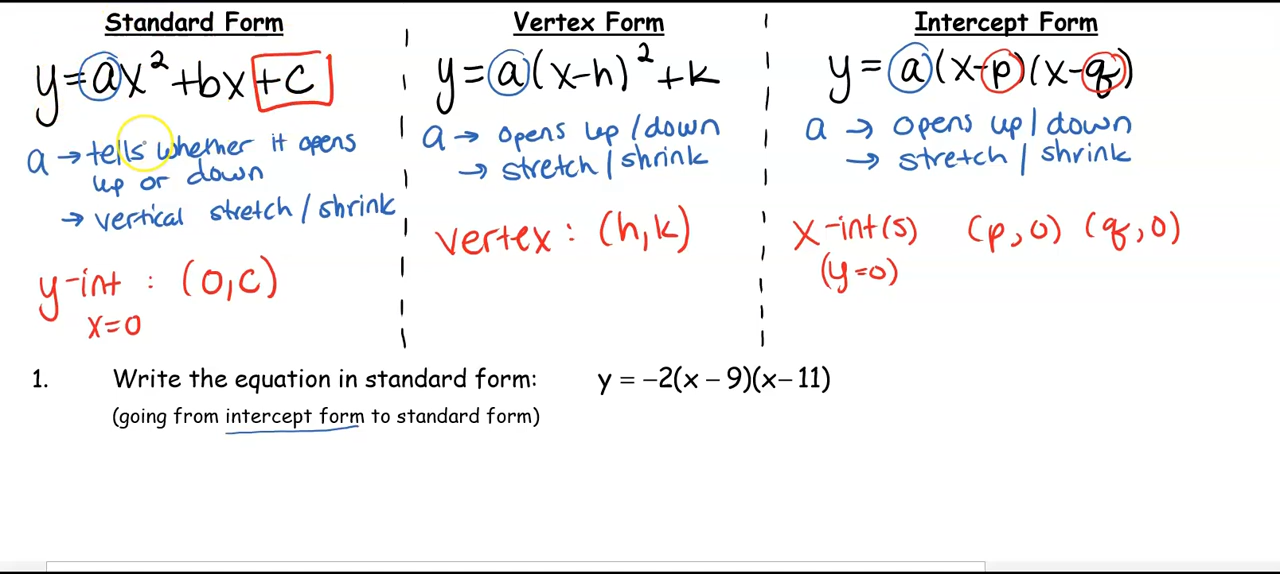 Standard Form
y=ax²+bx+c
a → tells whether it opens
up or down
→ vertical stretch / shrink
y-int : (0,c)
x=0
Vertex Form
y=a(x-h)²+k
a → opens up/down
→ stretch/shrink
vertex : (h,k)
Intercept Form
y=a(x-p)(x-q)
a → opens up/down
→ stretch/shrink
x-int(s) (p,0) (q,0)
(y=0)
1. Write the equation in standard form: y = −2(x − 9)(x − 11)
(going from intercept form to standard form)